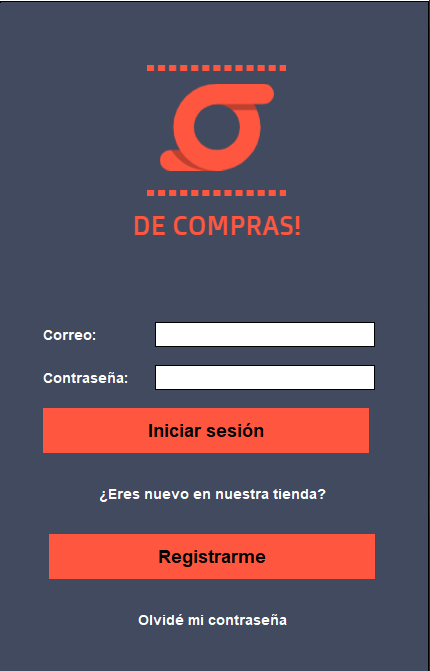 DE COMPRAS!
Correo:
Contraseña:
Iniciar sesión
¿Eres nuevo en nuestra tienda?
Registrarme
Olvidé mi contraseña